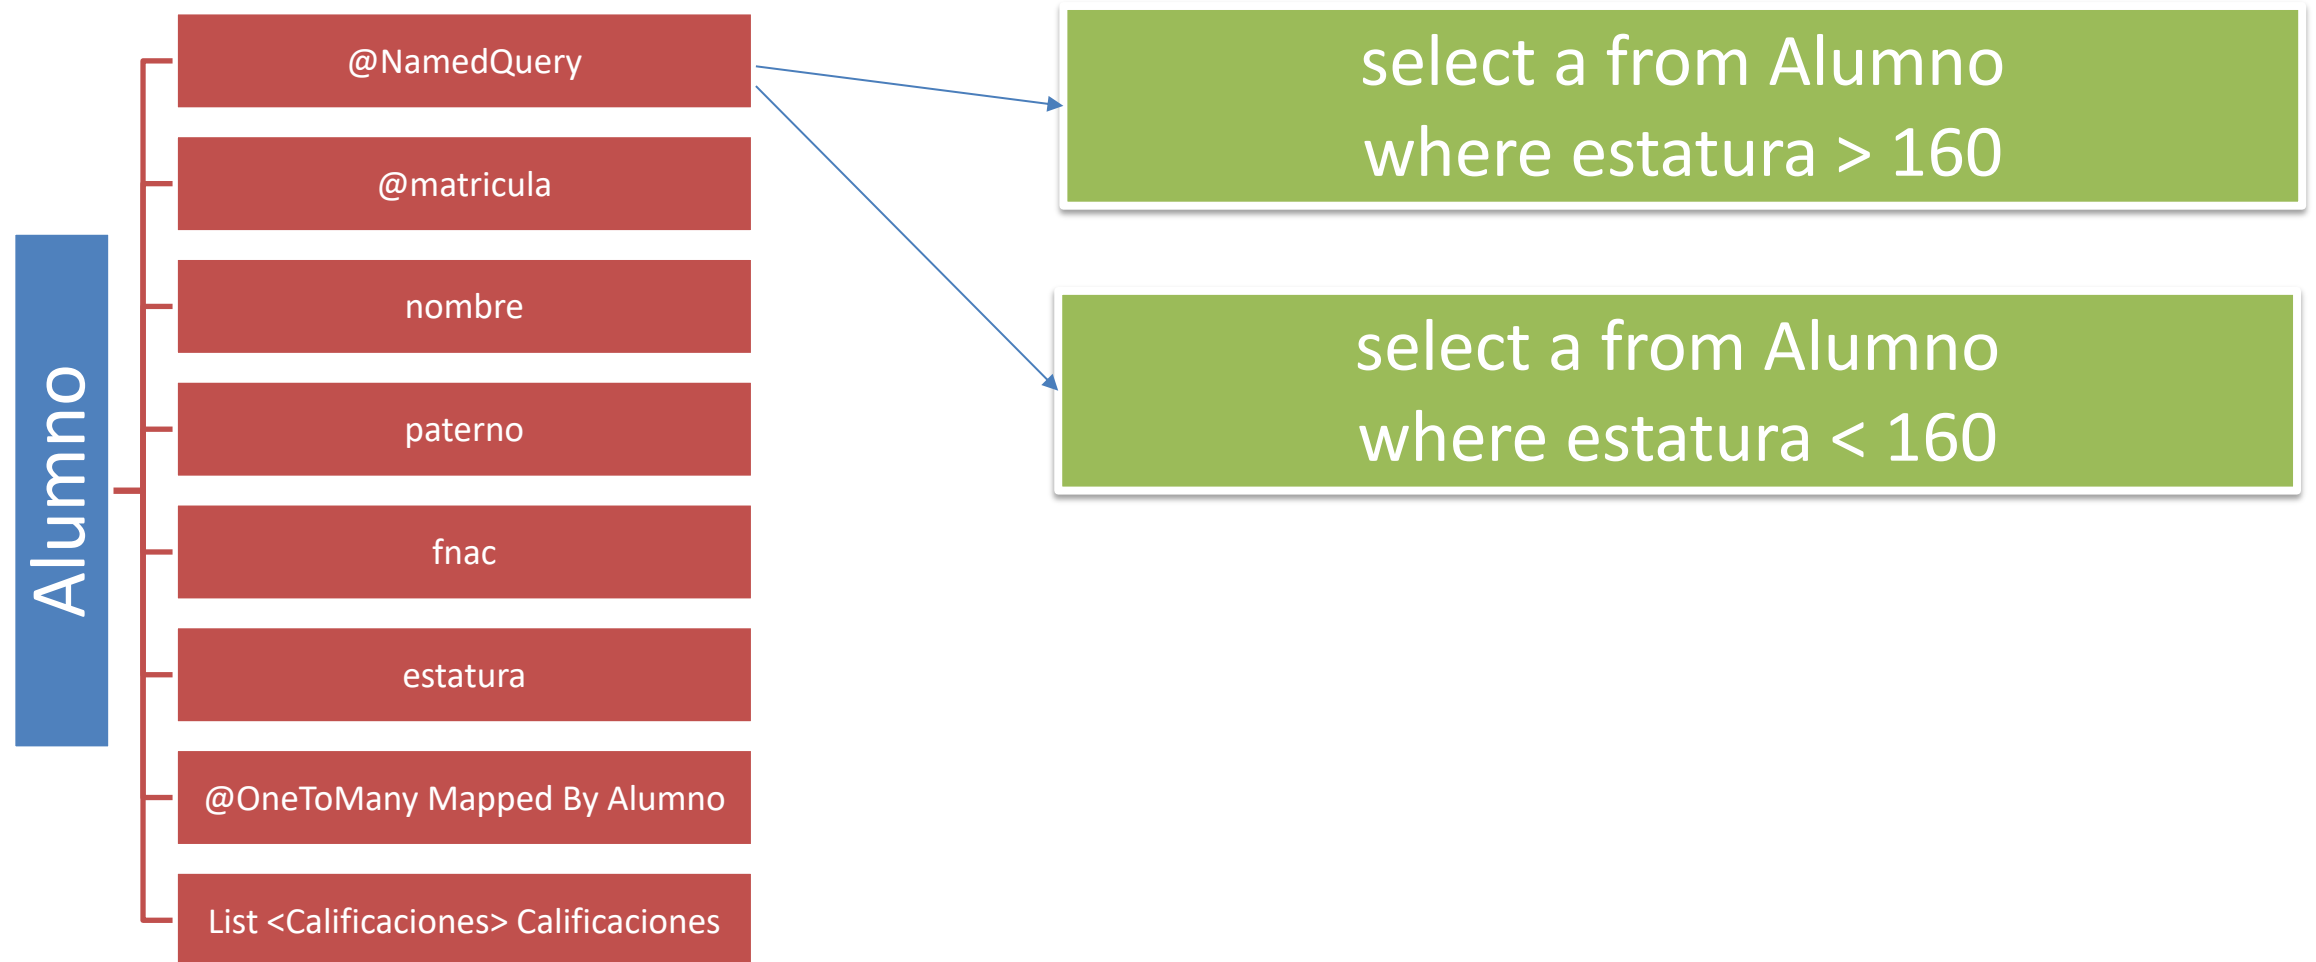 Alumno
@NamedQuery
@matricula
nombre
paterno
fnac
estatura
@OneToMany Mapped By Alumno
List <Calificaciones> Calificaciones
select a from Alumno
where estatura > 160
select a from Alumno
where estatura < 160